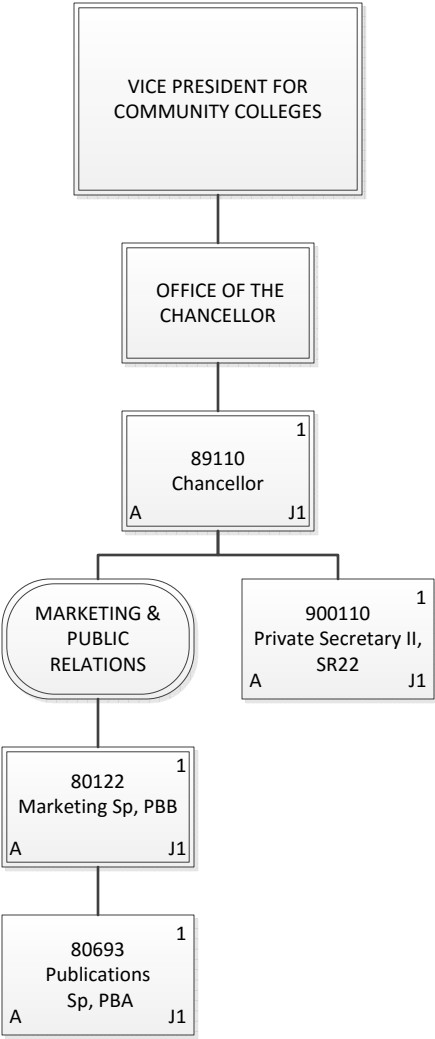 VICE PRESIDENT FOR
COMMUNITY COLLEGES
OFFICE OF THE
CHANCELLOR
1
89110
Chancellor
A J1
MARKETING &
PUBLIC
RELATIONS
1
900110
Private Secretary II,
SR22
A J1
1
80122
Marketing Sp, PBB
A J1
1
80693
Publications
Sp, PBA
A J1